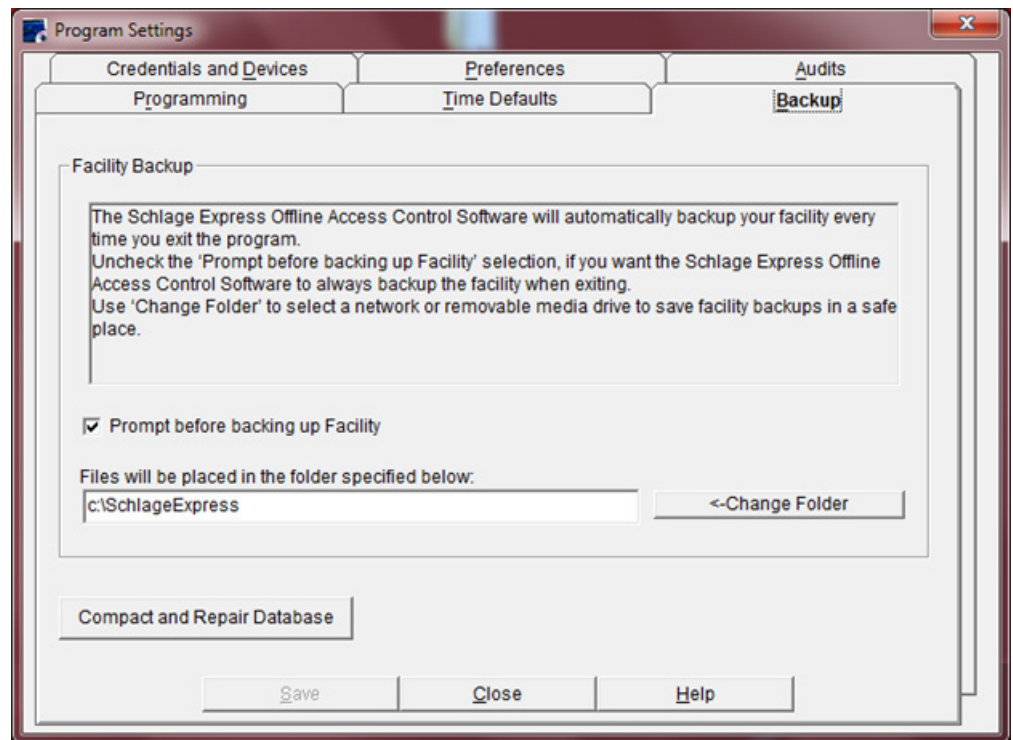 Program Settings
Credentials and Devices
Preferences
Audits
Programming
Time Defaults
Backup
Facility Backup
The Schlage Express Offline Access Control Software will automatically backup your facility every
time you exit the program.
Uncheck the 'Prompt before backing up Facility' selection, if you want the Schlage Express Offline
Access Control Software to always backup the facility when exiting.
Use 'Change Folder' to select a network or removable media drive to save facility backups in a safe
place.
Prompt before backing up Facility
Files will be placed in the folder specified below:
c:\SchlageExpress
<-Change Folder
Compact and Repair Database
Save
Close
Help